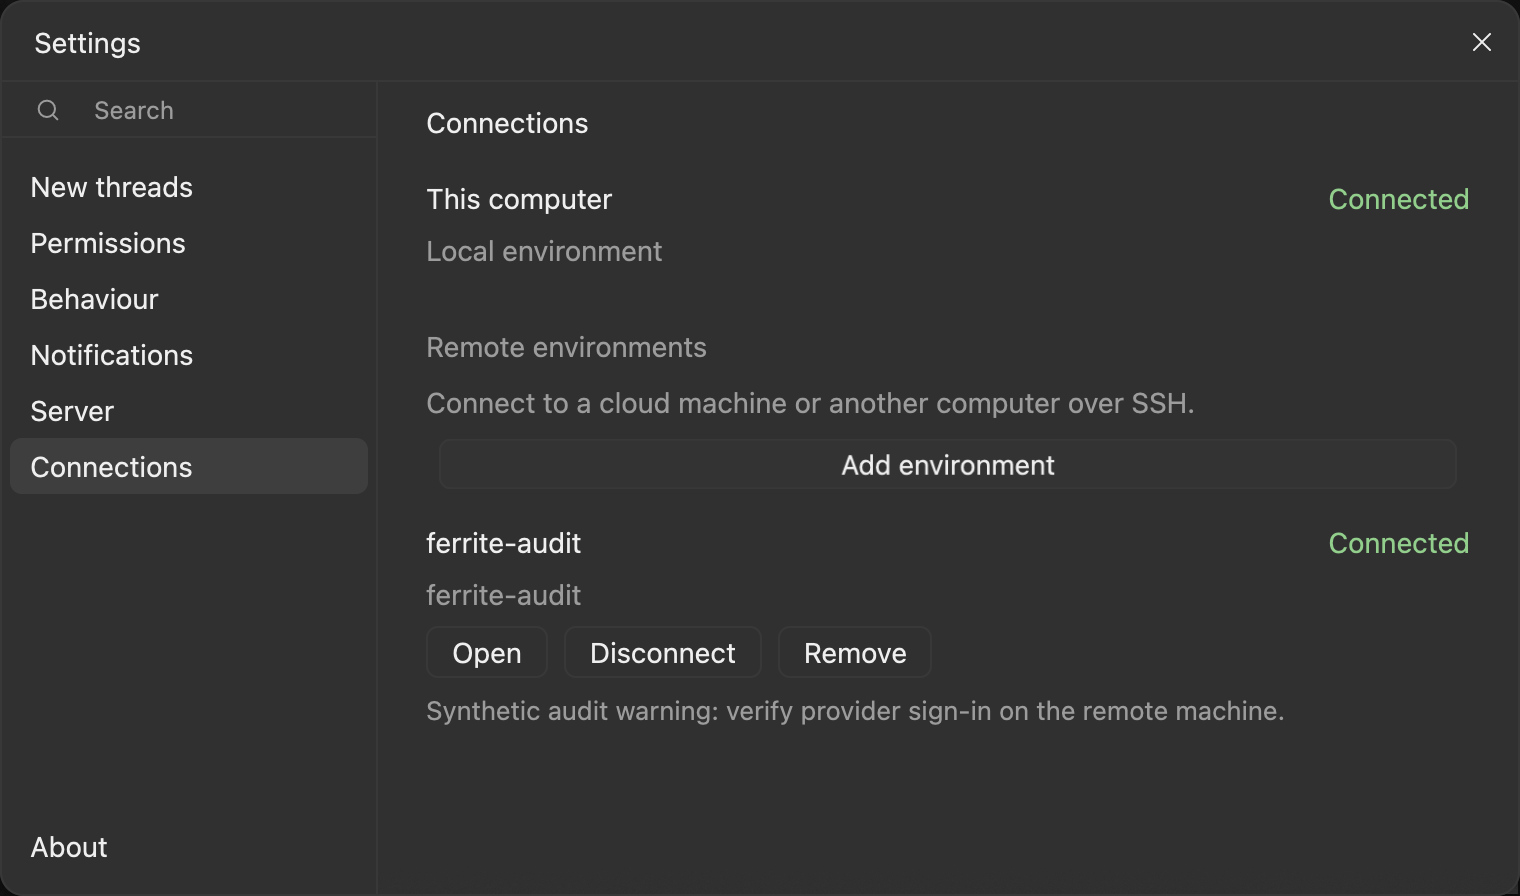 Settings
Search
New threads
Permissions
Behaviour
Notifications
Server
Connections
About
Connections
This computer
Connected
Local environment
Remote environments
Connect to a cloud machine or another computer over SSH.
Add environment
ferrite-audit
Connected
ferrite-audit
Open
Disconnect
Remove
Synthetic audit warning: verify provider sign-in on the remote machine.